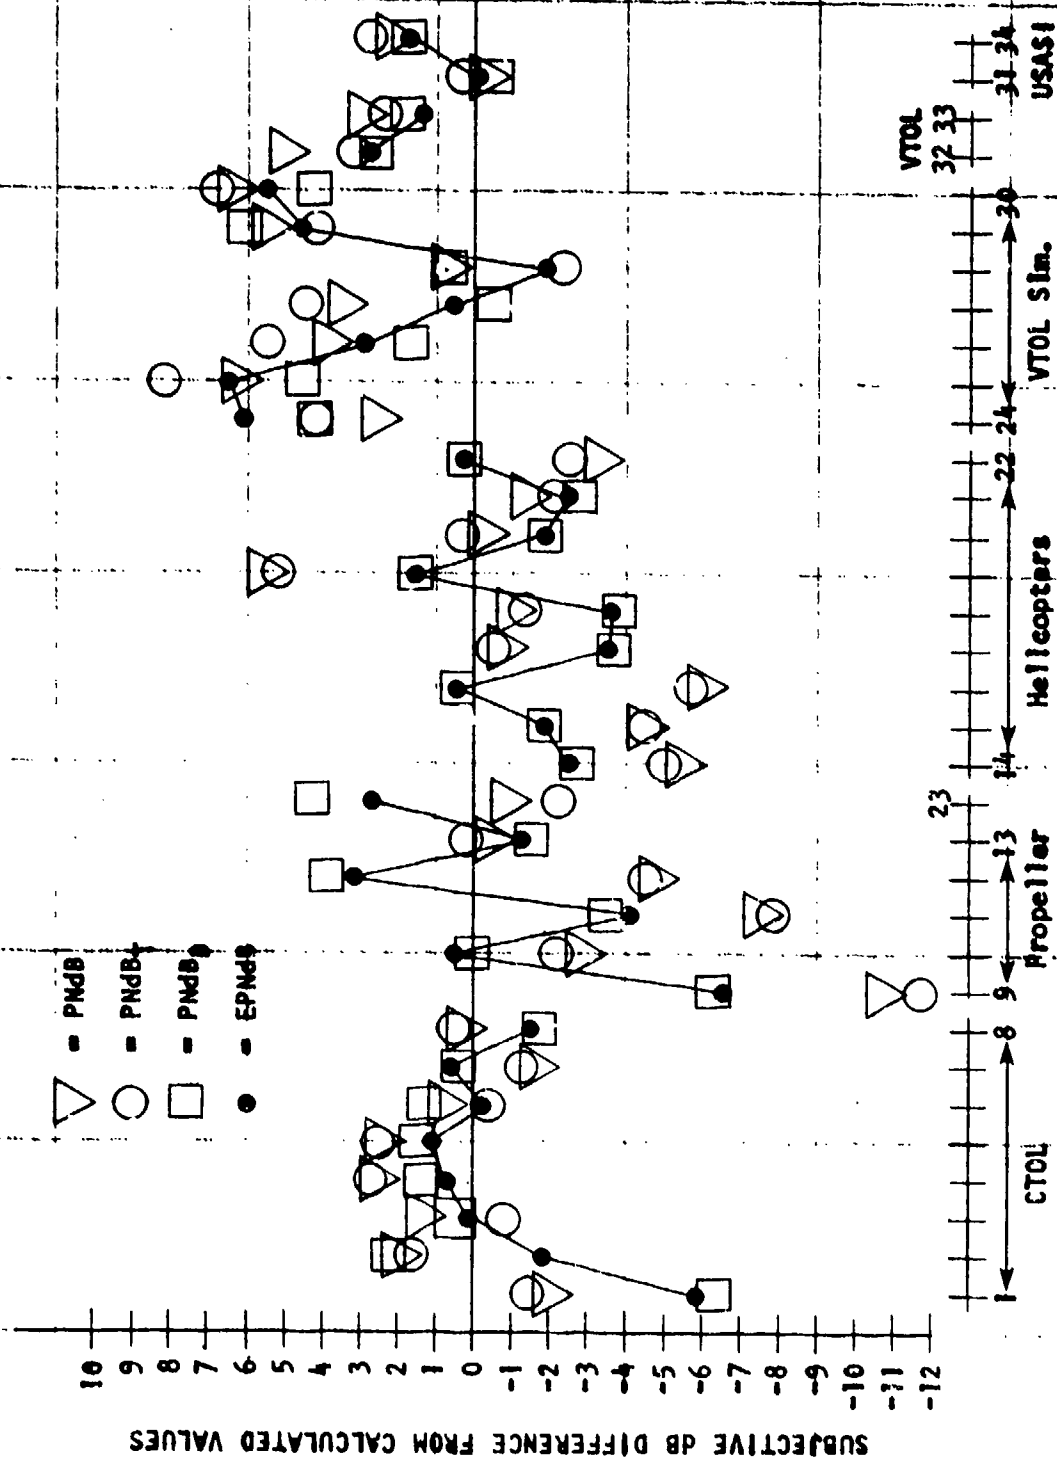 ▽ = PNdB
○ = PNdBT
□ = PNdBD
● = EPNdB
SUBJECTIVE dB DIFFERENCE FROM CALCULATED VALUES
10
9
8
7
6
5
4
3
2
1
0
-1
-2
-3
-4
-5
-6
-7
-8
-9
-10
-11
-12
1 8 9 13 23 14 22 24 30 32 33 31 34
CTOL
Propeller
Helicopters
VTOL Sim.
VTOL
USASI